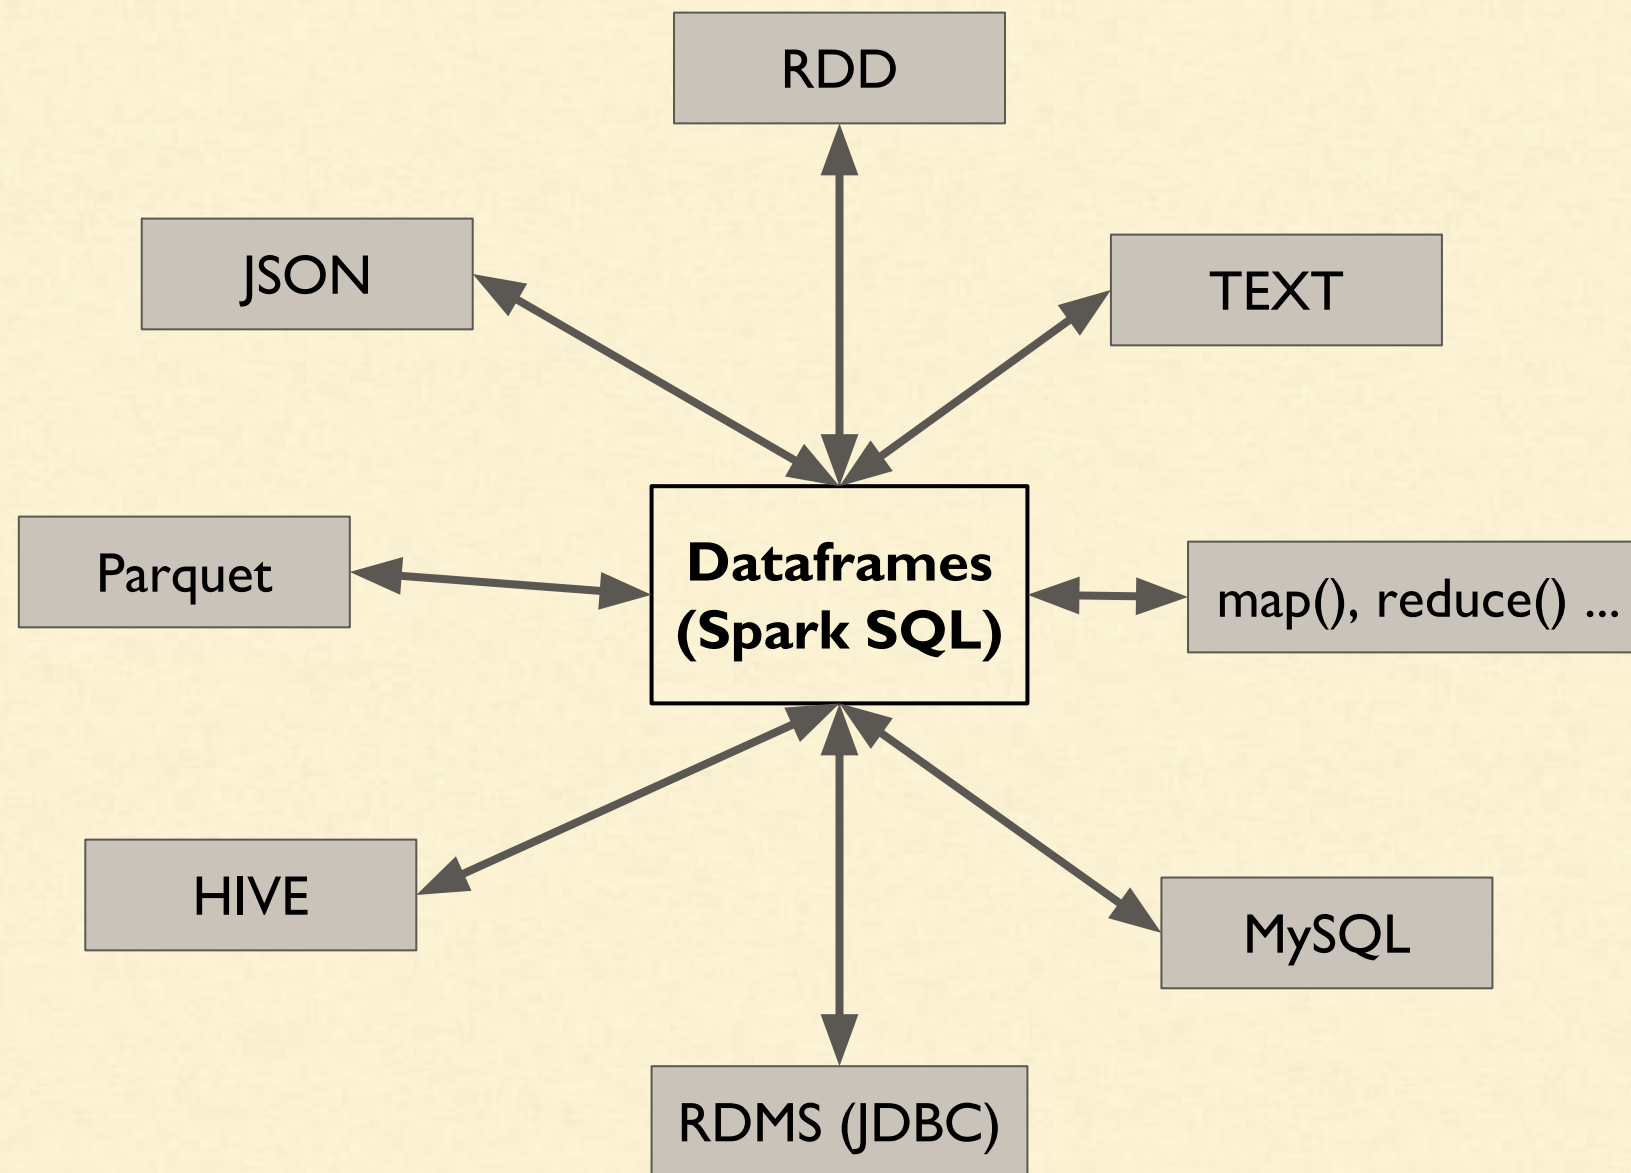 RDD
JSON
TEXT
Dataframes
(Spark SQL)
Parquet
map(), reduce() ...
HIVE
MySQL
RDMS (JDBC)